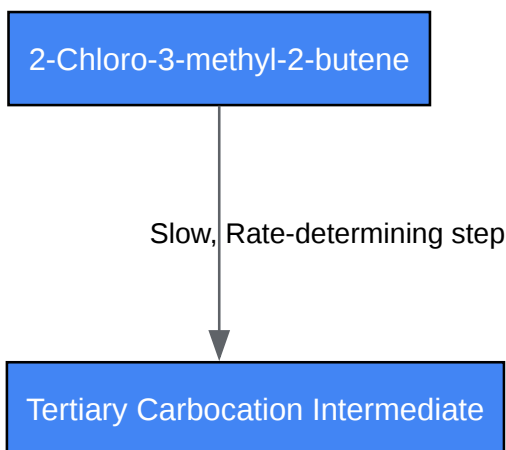 2-Chloro-3-methyl-2-butene
Slow, Rate-determining step
Tertiary Carbocation Intermediate